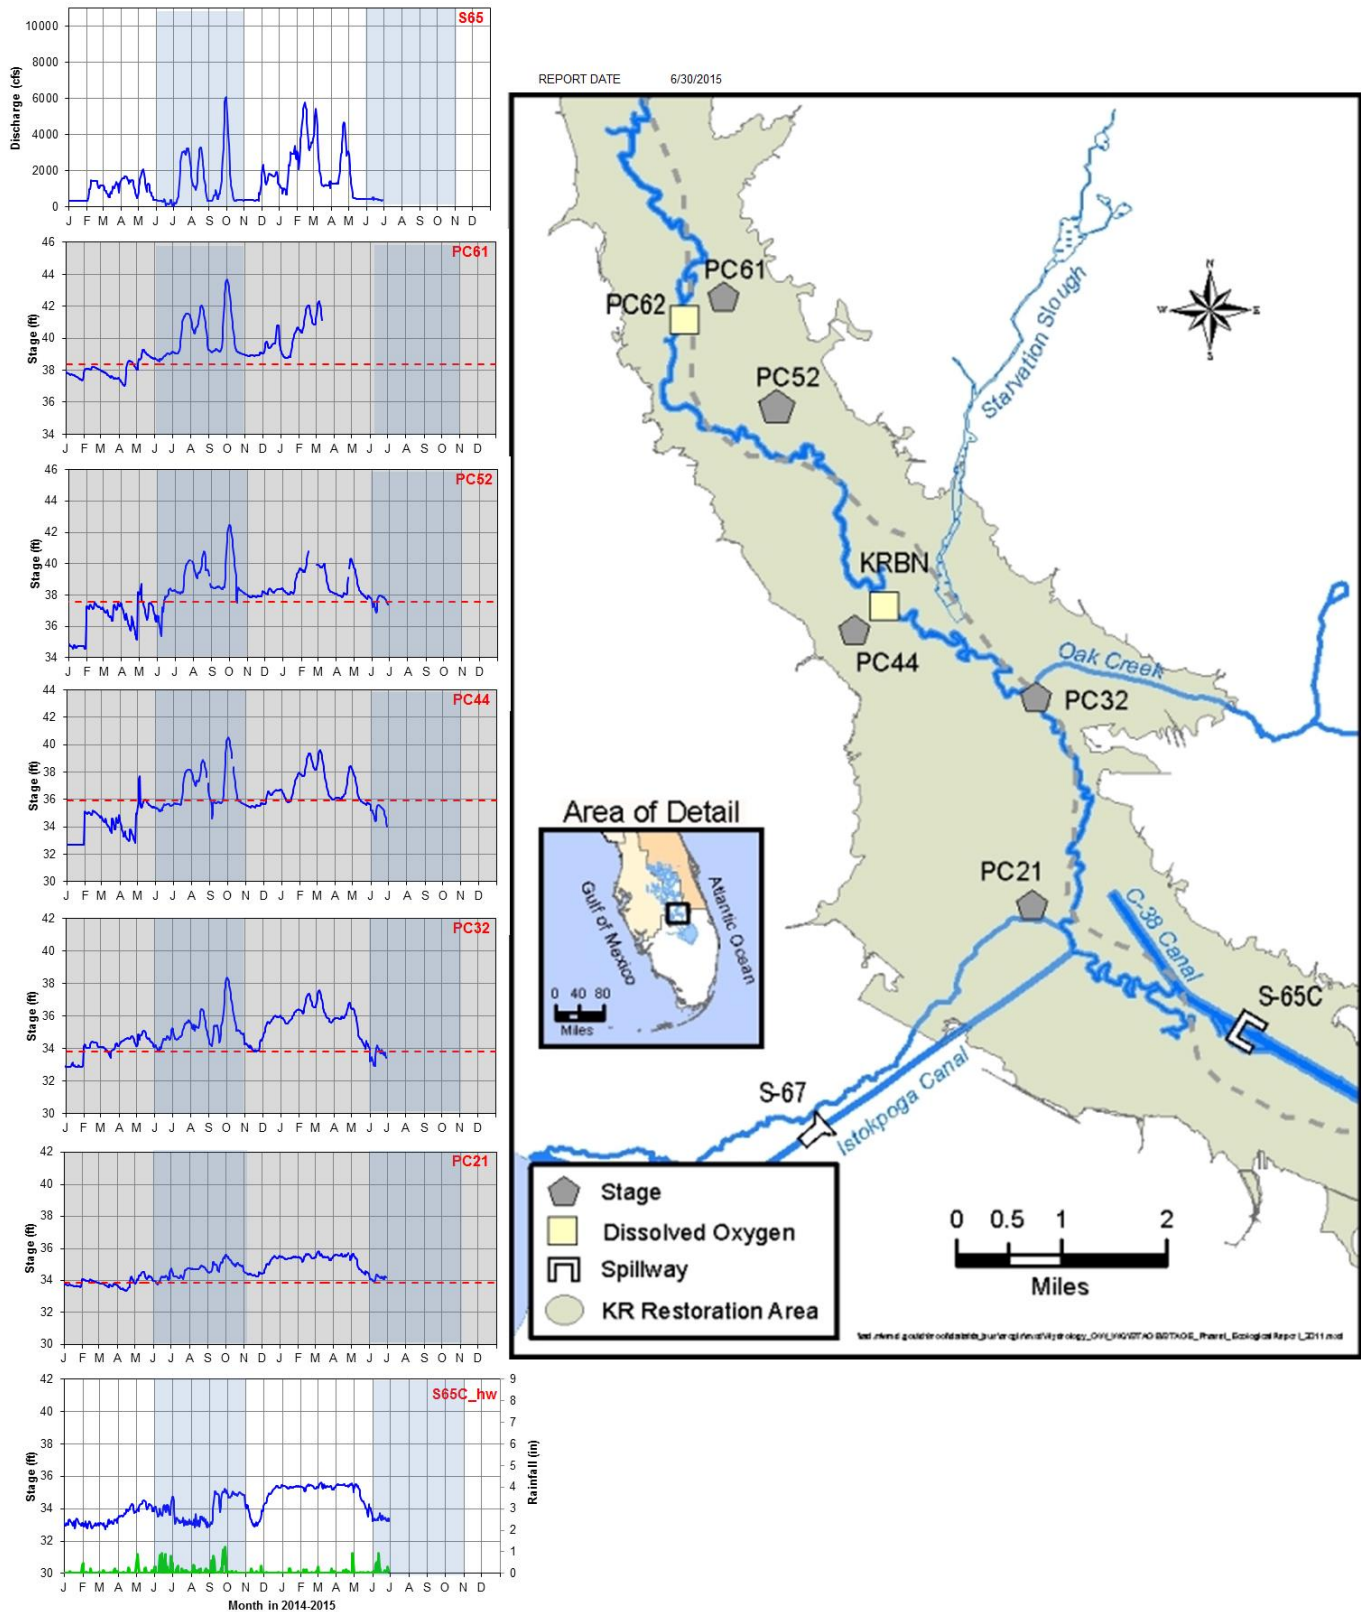 S65
10000
8000
6000
4000
2000
0
Discharge (cfs)
J F M A M J J A S O N D J F M A M J J A S O N D
PC61
46
44
42
40
38
36
34
Stage (ft)
J F M A M J J A S O N D J F M A M J J A S O N D
PC52
46
44
42
40
38
36
34
Stage (ft)
J F M A M J J A S O N D J F M A M J J A S O N D
PC44
44
42
40
38
36
34
32
30
Stage (ft)
J F M A M J J A S O N D J F M A M J J A S O N D
PC32
42
40
38
36
34
32
30
Stage (ft)
J F M A M J J A S O N D J F M A M J J A S O N D
PC21
42
40
38
36
34
32
30
Stage (ft)
J F M A M J J A S O N D J F M A M J J A S O N D
S65C_hw
42
40
38
36
34
32
30
Stage (ft)
9
8
7
6
5
4
3
2
1
0
Rainfall (in)
J F M A M J J A S O N D J F M A M J J A S O N D
Month in 2014-2015
REPORT DATE 6/30/2015
PC61
PC62
PC52
Starvation Slough
N
W E
S
KRBN
PC44
Oak Creek
PC32
PC21
C-38 Canal
S-65C
S-67
Istokpoga Canal
Area of Detail
Gulf of Mexico
Atlantic Ocean
0 40 80
Miles
Stage
Dissolved Oxygen
Spillway
KR Restoration Area
0 0.5 1 2
Miles